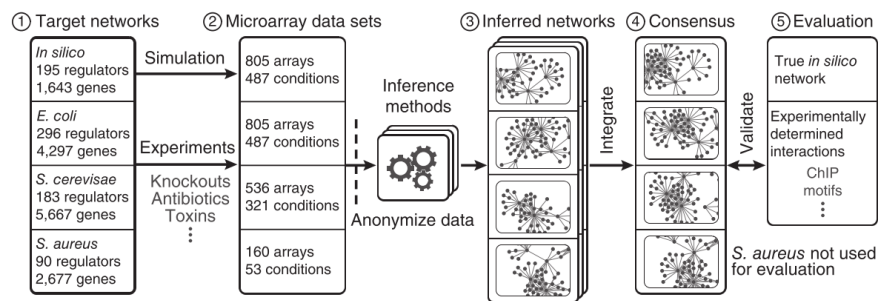 ① Target networks
In silico
195 regulators
1,643 genes
E. coli
296 regulators
4,297 genes
S. cerevisae
183 regulators
5,667 genes
S. aureus
90 regulators
2,677 genes
Simulation
Experiments
Knockouts
Antibiotics
Toxins
② Microarray data sets
805 arrays
487 conditions
805 arrays
487 conditions
536 arrays
321 conditions
160 arrays
53 conditions
Inference
methods
Anonymize data
③ Inferred networks
Integrate
④ Consensus
Validate
⑤ Evaluation
True in silico
network
Experimentally
determined
interactions
ChIP
motifs
S. aureus not used
for evaluation